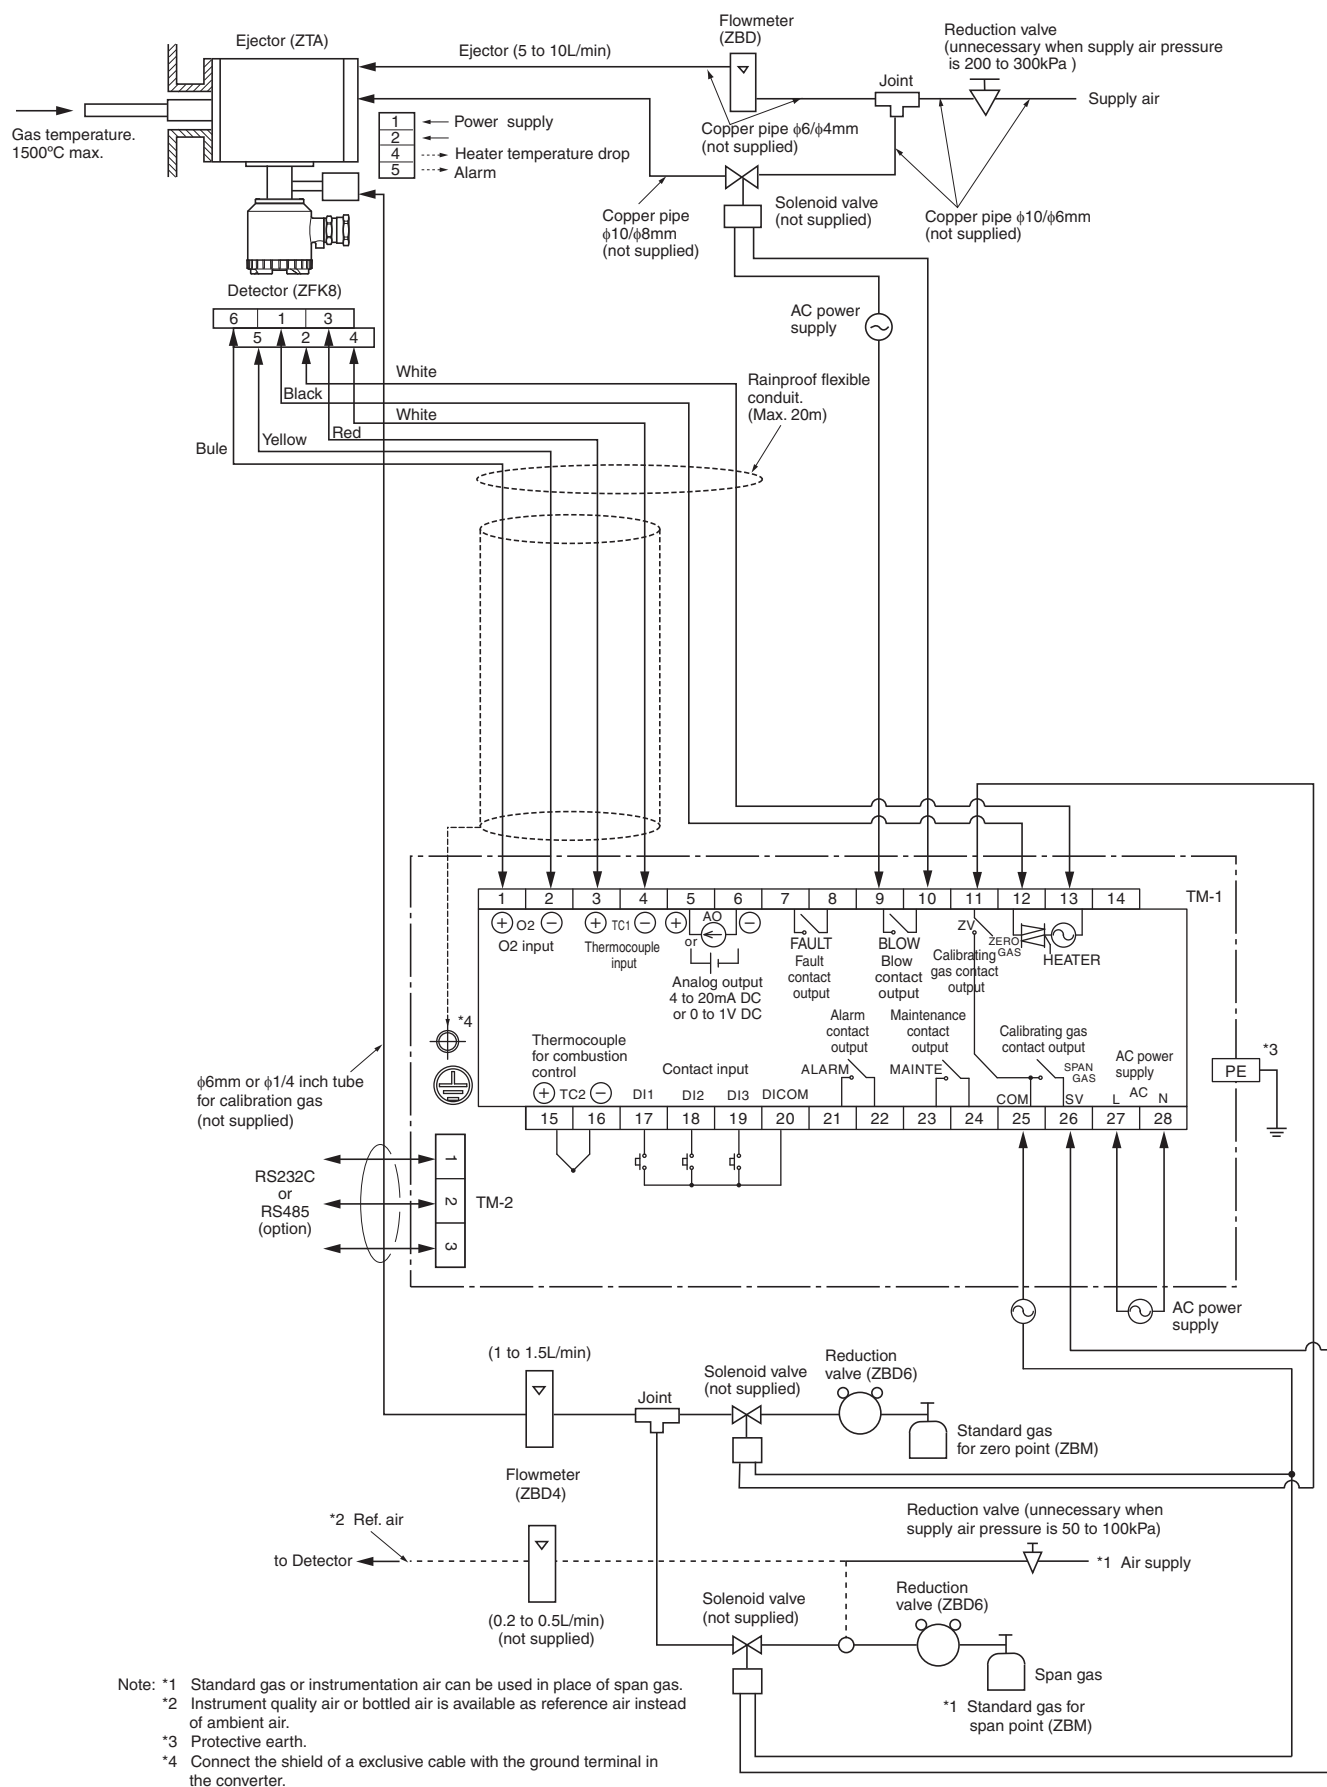 Ejector (ZTA)
Gas temperature.
1500°C max.
Ejector (5 to 10L/min)
Flowmeter
(ZBD)
Reduction valve
(unnecessary when supply air pressure
is 200 to 300kPa )
Joint
Supply air
1 Power supply
2
4 Heater temperature drop
5 Alarm
Copper pipe ϕ6/ϕ4mm
(not supplied)
Copper pipe
ϕ10/ϕ8mm
(not supplied)
Solenoid valve
(not supplied)
Copper pipe ϕ10/ϕ6mm
(not supplied)
Detector (ZFK8)
6 1 3
5 2 4
AC power
supply
White
Black
White
Red
Yellow
Bule
Rainproof flexible
conduit.
(Max. 20m)
1 2 3 4 5 6 7 8 9 10 11 12 13 14
TM-1
+ O2 −
O2 input
+ TC1 −
Thermocouple
input
+ AO −
or
Analog output
4 to 20mA DC
or 0 to 1V DC
FAULT
Fault
contact
output
BLOW
Blow
contact
output
ZV
ZERO
GAS
Calibrating
gas contact
output
HEATER
*4
Thermocouple
for combustion
control
+ TC2 −
Contact input
DI1 DI2 DI3 DICOM
Alarm
contact
output
ALARM
Maintenance
contact
output
MAINTE
Calibrating gas
contact output
SPAN
GAS
COM SV
AC power
supply
L AC N
15 16 17 18 19 20 21 22 23 24 25 26 27 28
*3
PE
ϕ6mm or ϕ1/4 inch tube
for calibration gas
(not supplied)
RS232C
or
RS485
(option)
1
2
3
TM-2
AC power
supply
(1 to 1.5L/min)
Flowmeter
(ZBD4)
Joint
Solenoid valve
(not supplied)
Reduction
valve (ZBD6)
Standard gas
for zero point (ZBM)
*2 Ref. air
to Detector
(0.2 to 0.5L/min)
(not supplied)
Reduction valve (unnecessary when
supply air pressure is 50 to 100kPa)
*1 Air supply
Solenoid valve
(not supplied)
Reduction
valve (ZBD6)
Span gas
*1 Standard gas for
span point (ZBM)
Note: *1 Standard gas or instrumentation air can be used in place of span gas.
*2 Instrument quality air or bottled air is available as reference air instead
of ambient air.
*3 Protective earth.
*4 Connect the shield of a exclusive cable with the ground terminal in
the converter.